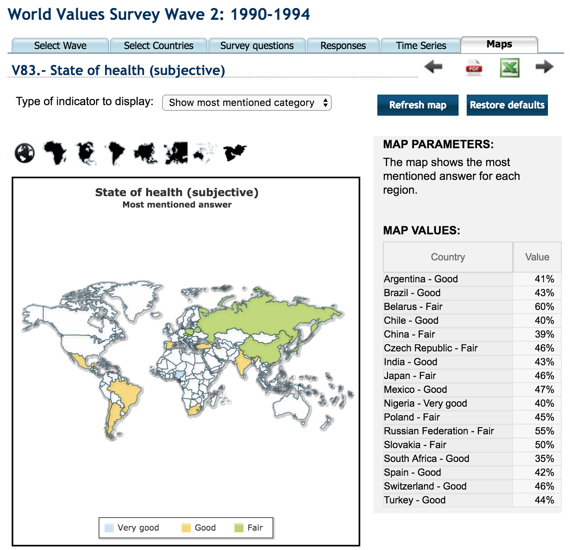 World Values Survey Wave 2: 1990-1994
Select Wave
Select Countries
Survey questions
Responses
Time Series
Maps
V83.- State of health (subjective)
PDF
Type of indicator to display:
Show most mentioned category
Refresh map
Restore defaults
State of health (subjective)
Most mentioned answer
Very good
Good
Fair
MAP PARAMETERS:
The map shows the most
mentioned answer for each
region.
MAP VALUES:
Country Value
Argentina - Good 41%
Brazil - Good 43%
Belarus - Fair 60%
Chile - Good 40%
China - Fair 39%
Czech Republic - Fair 46%
India - Good 43%
Japan - Fair 46%
Mexico - Good 47%
Nigeria - Very good 40%
Poland - Fair 45%
Russian Federation - Fair 55%
Slovakia - Fair 50%
South Africa - Good 35%
Spain - Good 42%
Switzerland - Good 46%
Turkey - Good 44%